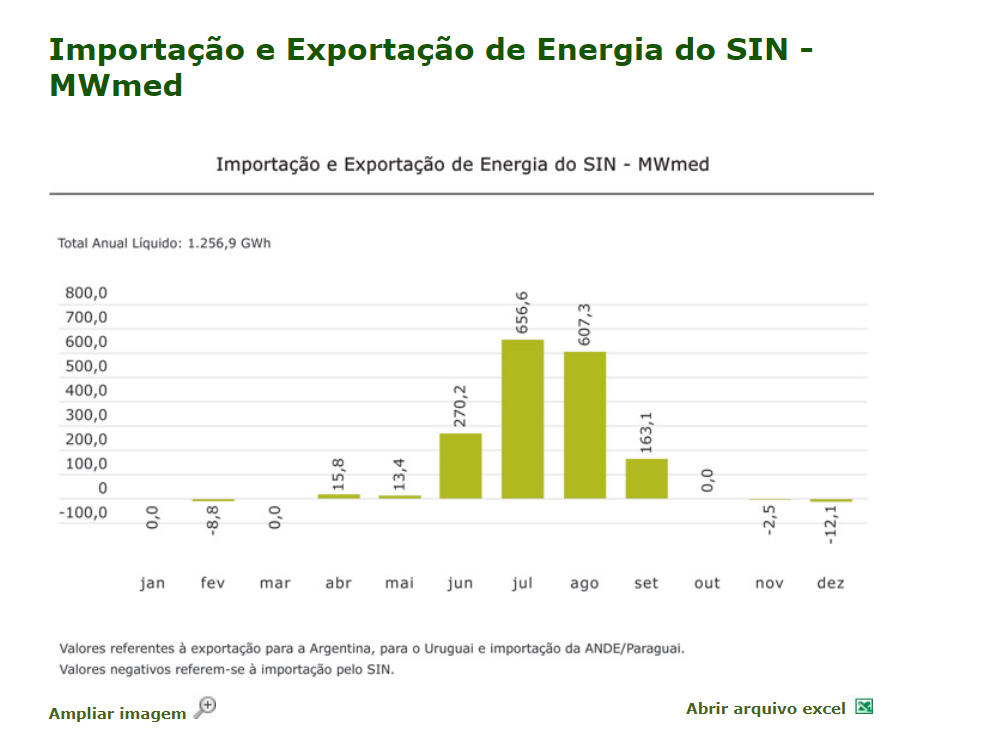 Importação e Exportação de Energia do SIN -
MWmed
Importação e Exportação de Energia do SIN - MWmed
Total Anual Líquido: 1.256,9 GWh
800,0
700,0
600,0
500,0
400,0
300,0
200,0
100,0
0
-100,0
0,0
-8,8
0,0
15,8
13,4
270,2
656,6
607,3
163,1
0,0
-2,5
-12,1
jan fev mar abr mai jun jul ago set out nov dez
Valores referentes à exportação para a Argentina, para o Uruguai e importação da ANDE/Paraguai.
Valores negativos referem-se à importação pelo SIN.
Ampliar imagem
Abrir arquivo excel